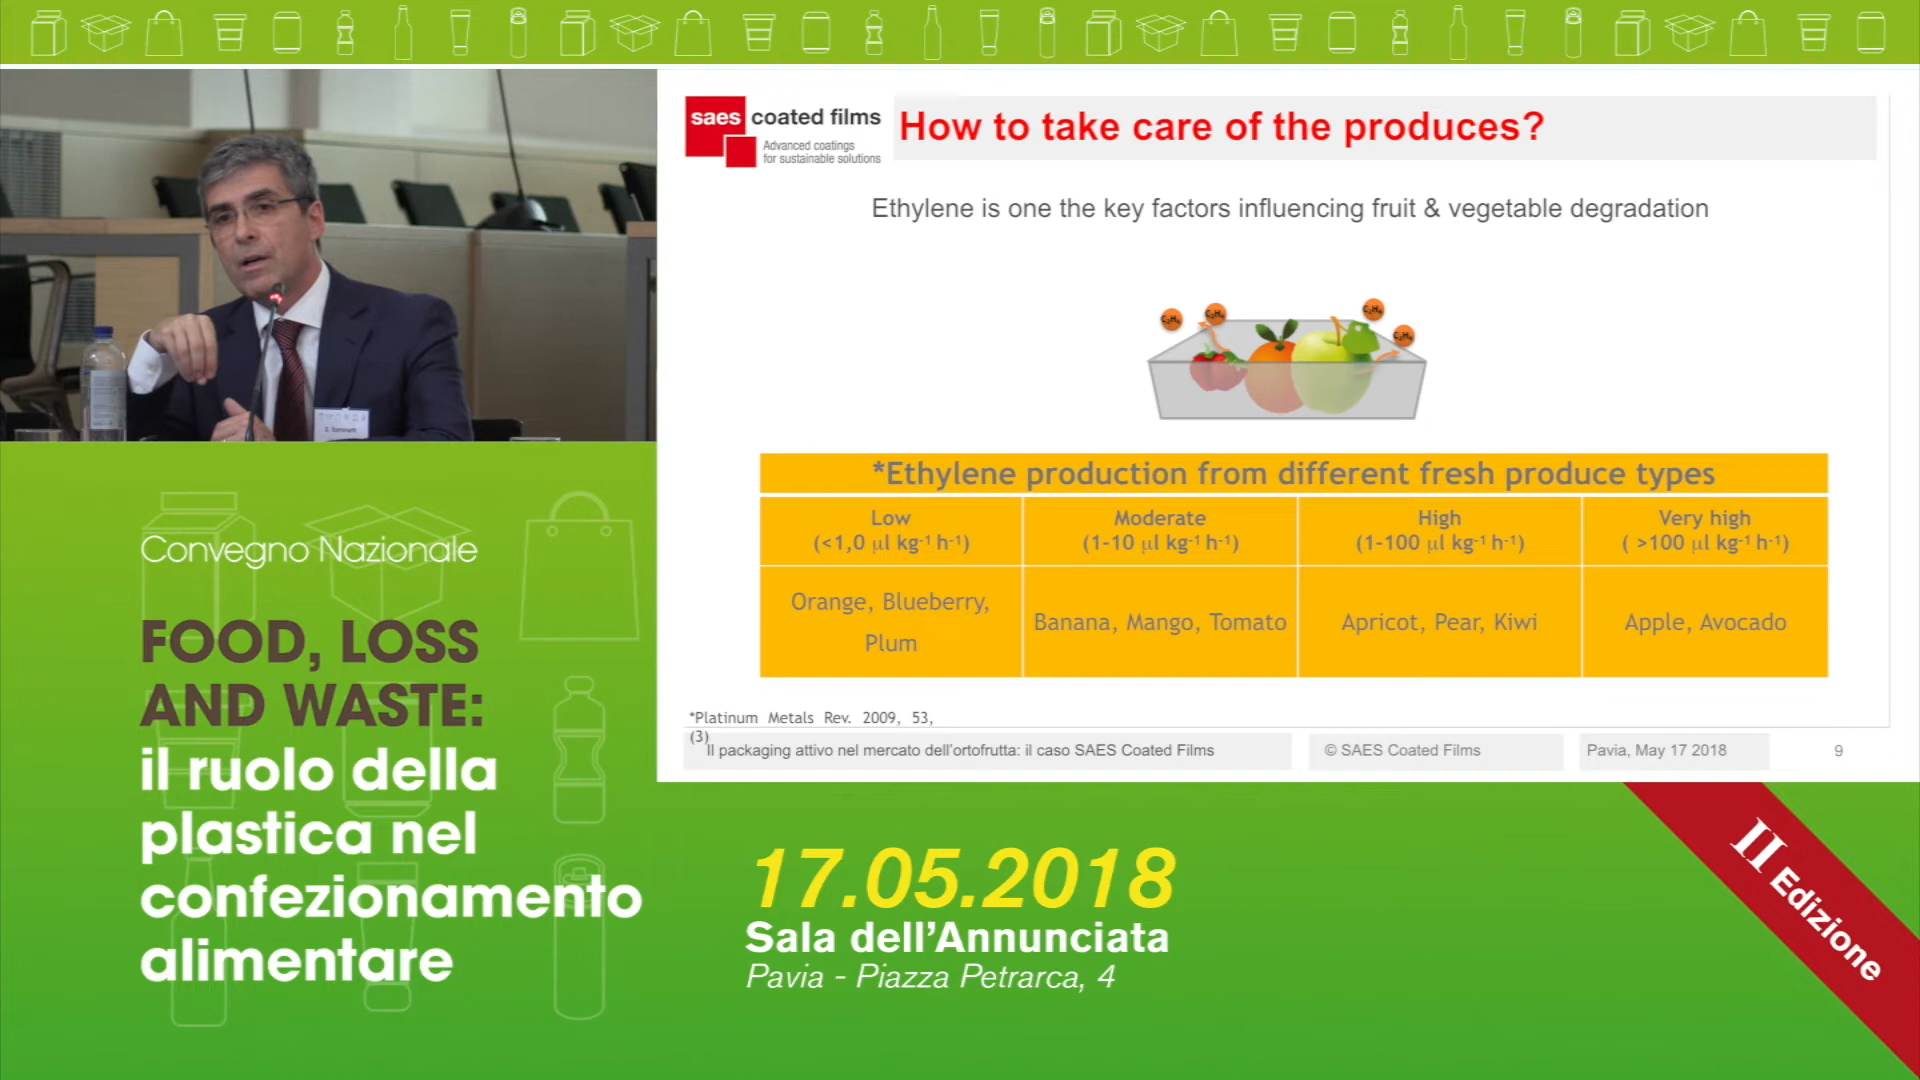 saes coated films
Advanced coatings
for sustainable solutions
How to take care of the produces?
Ethylene is one the key factors influencing fruit & vegetable degradation
C₂H₄
C₂H₄
C₂H₄
C₂H₄
*Ethylene production from different fresh produce types
Low
(<1,0 µl kg⁻¹ h⁻¹)
Moderate
(1-10 µl kg⁻¹ h⁻¹)
High
(1-100 µl kg⁻¹ h⁻¹)
Very high
( >100 µl kg⁻¹ h⁻¹)
Orange, Blueberry,
Plum
Banana, Mango, Tomato
Apricot, Pear, Kiwi
Apple, Avocado
*Platinum Metals Rev. 2009, 53,
(3)
Il packaging attivo nel mercato dell'ortofrutta: il caso SAES Coated Films
© SAES Coated Films
Pavia, May 17 2018
9
Convegno Nazionale
FOOD, LOSS
AND WASTE:
il ruolo della
plastica nel
confezionamento
alimentare
17.05.2018
Sala dell'Annunciata
Pavia - Piazza Petrarca, 4
II Edizione